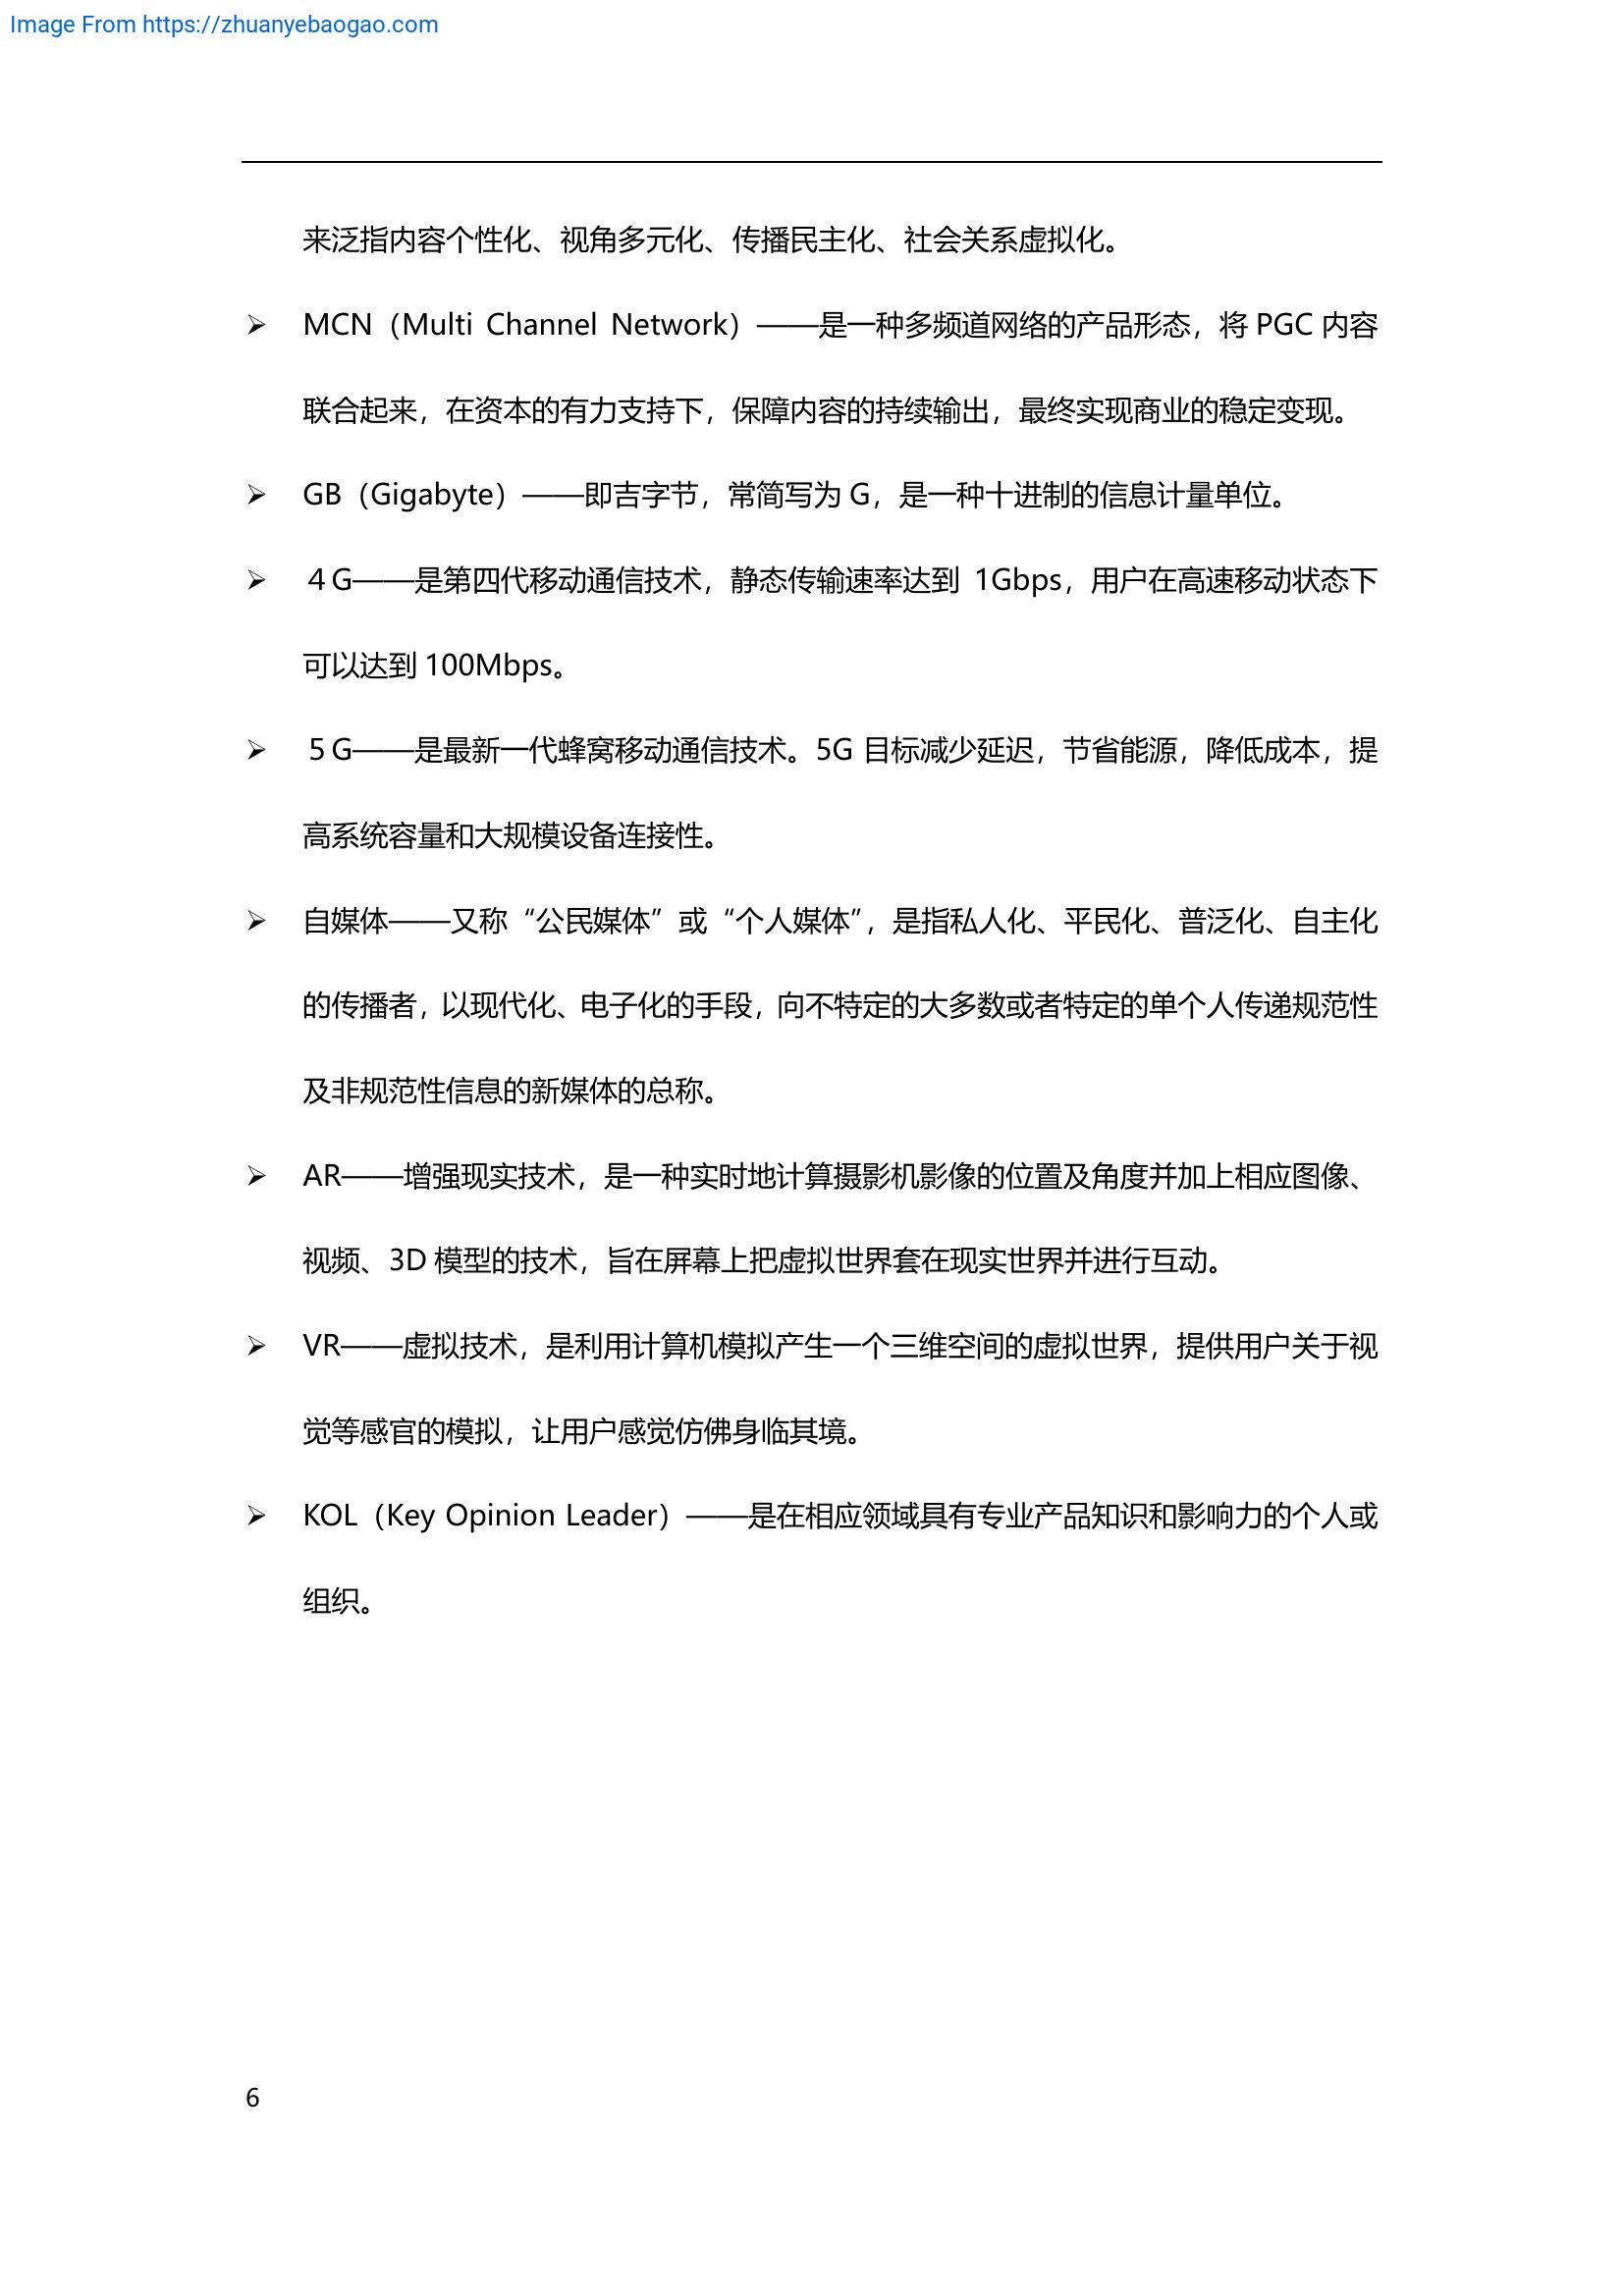 Image From https://zhuanyebaogao.com
来泛指内容个性化、视角多元化、传播民主化、社会关系虚拟化。
➢ MCN（Multi Channel Network）——是一种多频道网络的产品形态，将 PGC 内容
联合起来，在资本的有力支持下，保障内容的持续输出，最终实现商业的稳定变现。
➢ GB（Gigabyte）——即吉字节，常简写为 G，是一种十进制的信息计量单位。
➢ ４G——是第四代移动通信技术，静态传输速率达到 1Gbps，用户在高速移动状态下
可以达到 100Mbps。
➢ ５G——是最新一代蜂窝移动通信技术。5G 目标减少延迟，节省能源，降低成本，提
高系统容量和大规模设备连接性。
➢ 自媒体——又称“公民媒体”或“个人媒体”，是指私人化、平民化、普泛化、自主化
的传播者，以现代化、电子化的手段，向不特定的大多数或者特定的单个人传递规范性
及非规范性信息的新媒体的总称。
➢ AR——增强现实技术，是一种实时地计算摄影机影像的位置及角度并加上相应图像、
视频、3D 模型的技术，旨在屏幕上把虚拟世界套在现实世界并进行互动。
➢ VR——虚拟技术，是利用计算机模拟产生一个三维空间的虚拟世界，提供用户关于视
觉等感官的模拟，让用户感觉仿佛身临其境。
➢ KOL（Key Opinion Leader）——是在相应领域具有专业产品知识和影响力的个人或
组织。
6